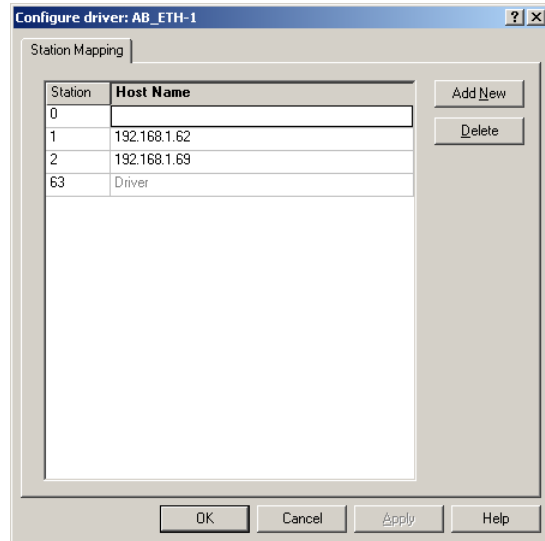 Configure driver: AB_ETH-1
Station Mapping
Station Host Name
0
1 192.168.1.62
2 192.168.1.69
63 Driver
Add New
Delete
OK Cancel Apply Help